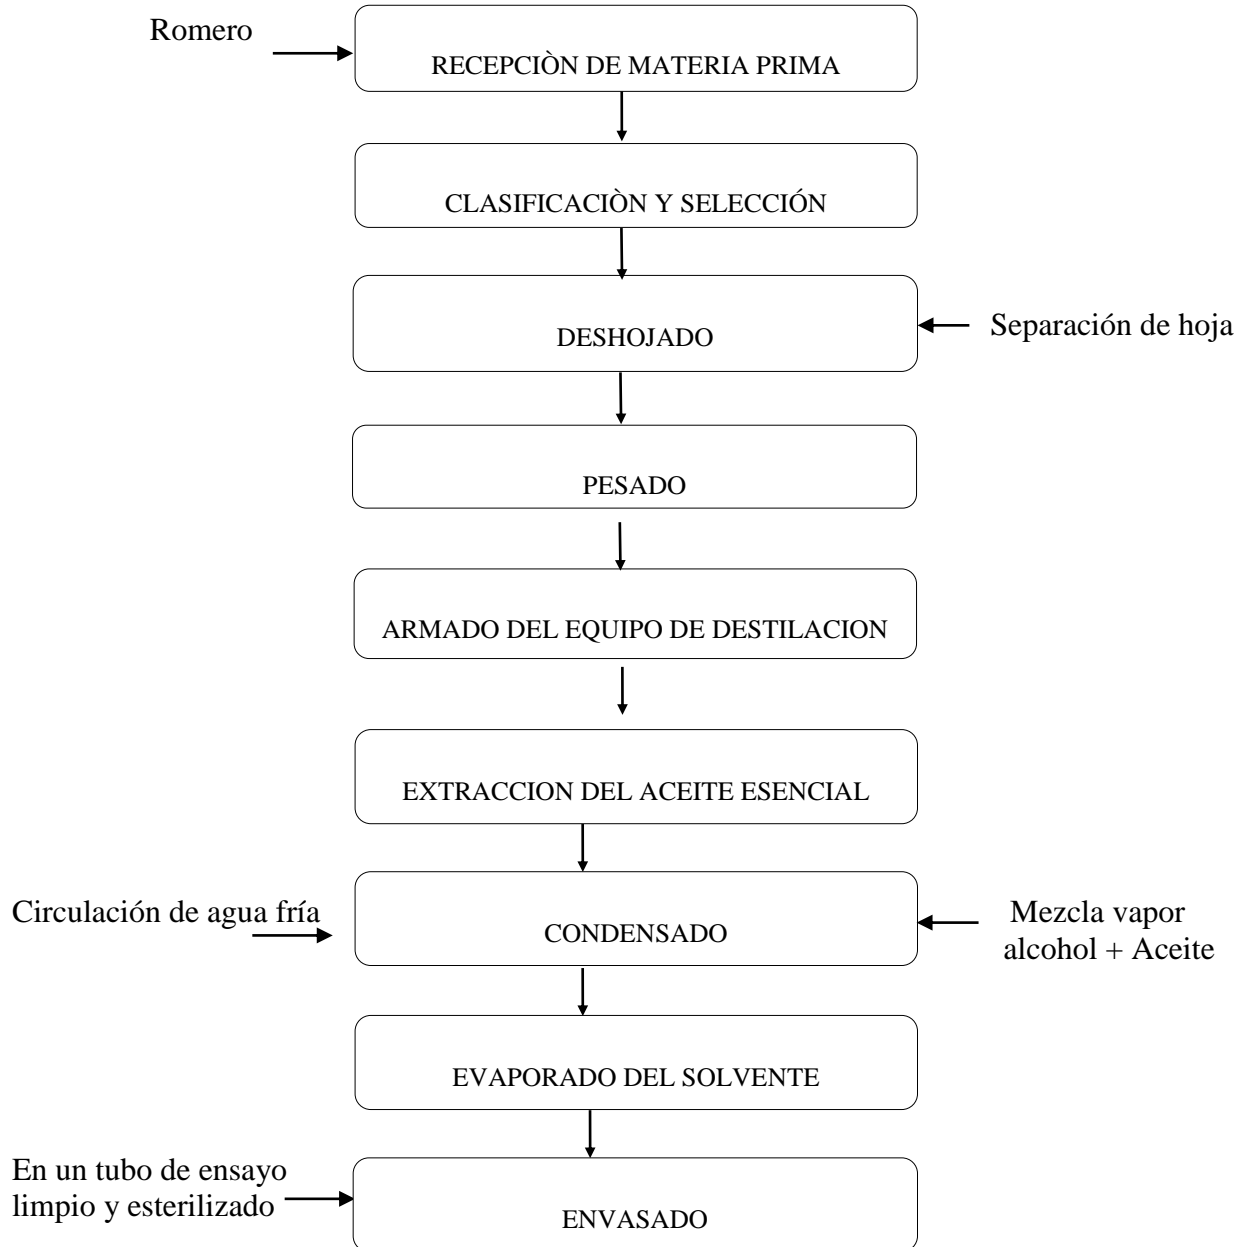 Romero
RECEPCIÒN DE MATERIA PRIMA
CLASIFICACIÒN Y SELECCIÓN
DESHOJADO
Separación de hoja
PESADO
ARMADO DEL EQUIPO DE DESTILACION
EXTRACCION DEL ACEITE ESENCIAL
Circulación de agua fría
CONDENSADO
Mezcla vapor
alcohol + Aceite
EVAPORADO DEL SOLVENTE
En un tubo de ensayo
limpio y esterilizado
ENVASADO